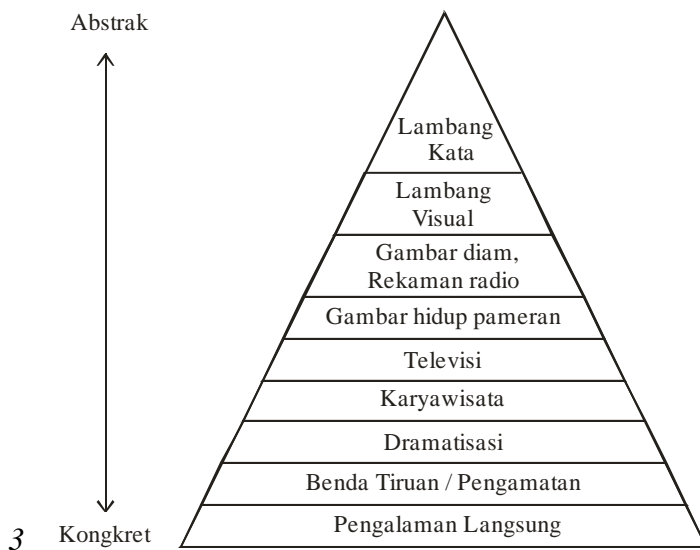 Abstrak
Lambang
Kata
Lambang
Visual
Gambar diam,
Rekaman radio
Gambar hidup pameran
Televisi
Karyawisata
Dramatisasi
Benda Tiruan / Pengamatan
Pengalaman Langsung
3 Kongkret